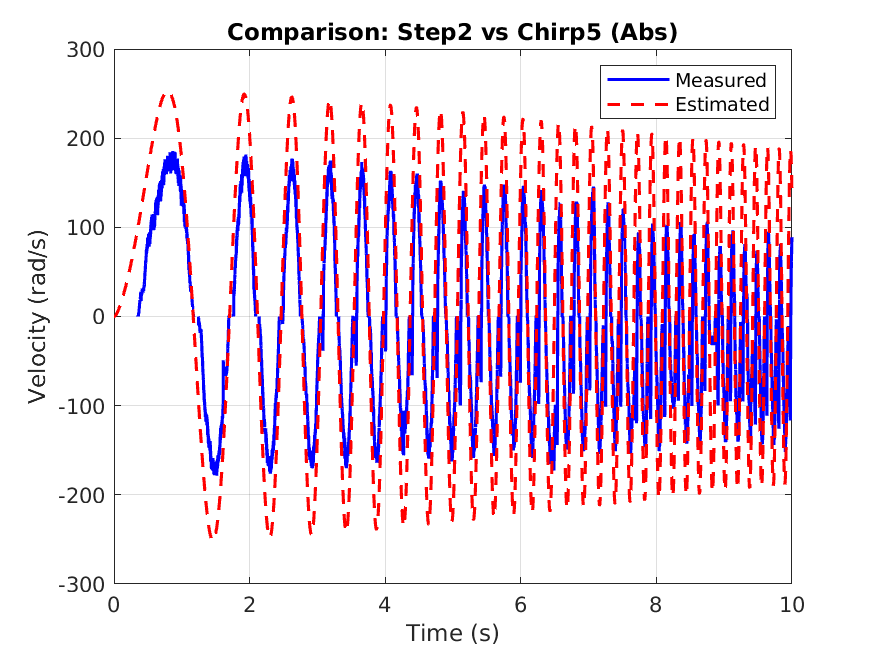 Comparison: Step2 vs Chirp5 (Abs)
300
200
100
0
-100
-200
-300
Velocity (rad/s)
Measured
Estimated
0 2 4 6 8 10
Time (s)